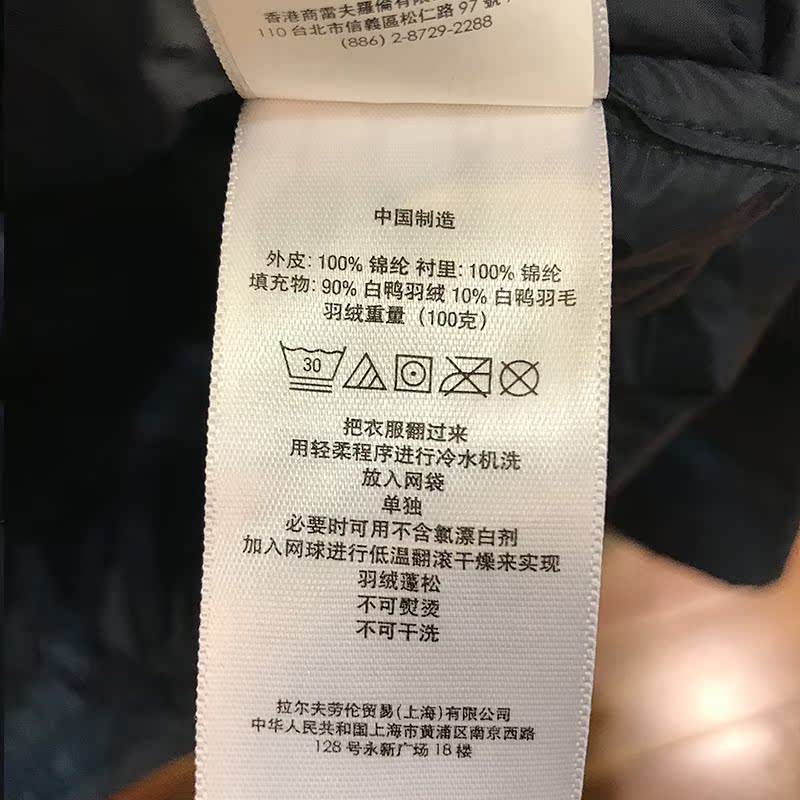 香港商雷夫羅倫有限
110 台北市信義區松仁路 97 號
(886) 2-8729-2288
中国制造
外皮: 100% 锦纶 衬里: 100% 锦纶
填充物: 90% 白鸭羽绒 10% 白鸭羽毛
羽绒重量 (100克)
30
把衣服翻过来
用轻柔程序进行冷水机洗
放入网袋
单独
必要时可用不含氯漂白剂
加入网球进行低温翻滚干燥来实现
羽绒蓬松
不可熨烫
不可干洗
拉尔夫劳伦贸易(上海)有限公司
中华人民共和国上海市黄浦区南京西路
128 号永新广场 18 楼